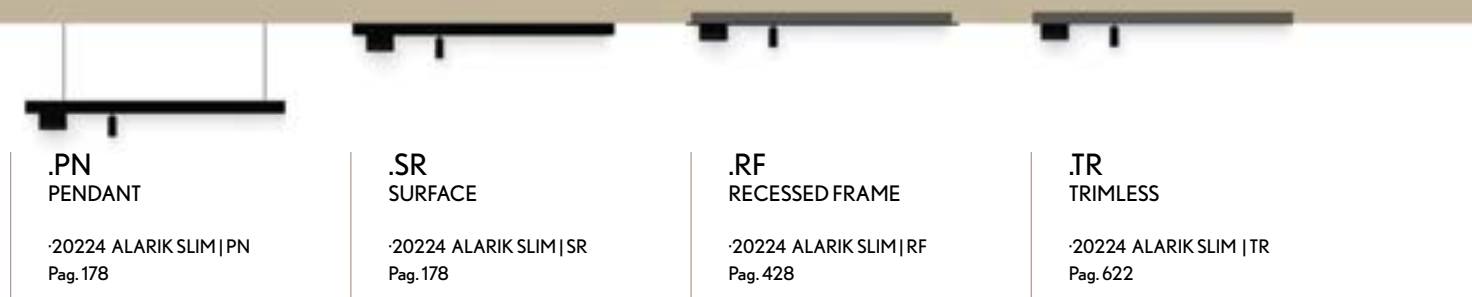 .PN
PENDANT
·20224 ALARIK SLIM | PN
Pag. 178
.SR
SURFACE
·20224 ALARIK SLIM | SR
Pag. 178
.RF
RECESSED FRAME
·20224 ALARIK SLIM | RF
Pag. 428
.TR
TRIMLESS
·20224 ALARIK SLIM | TR
Pag. 622